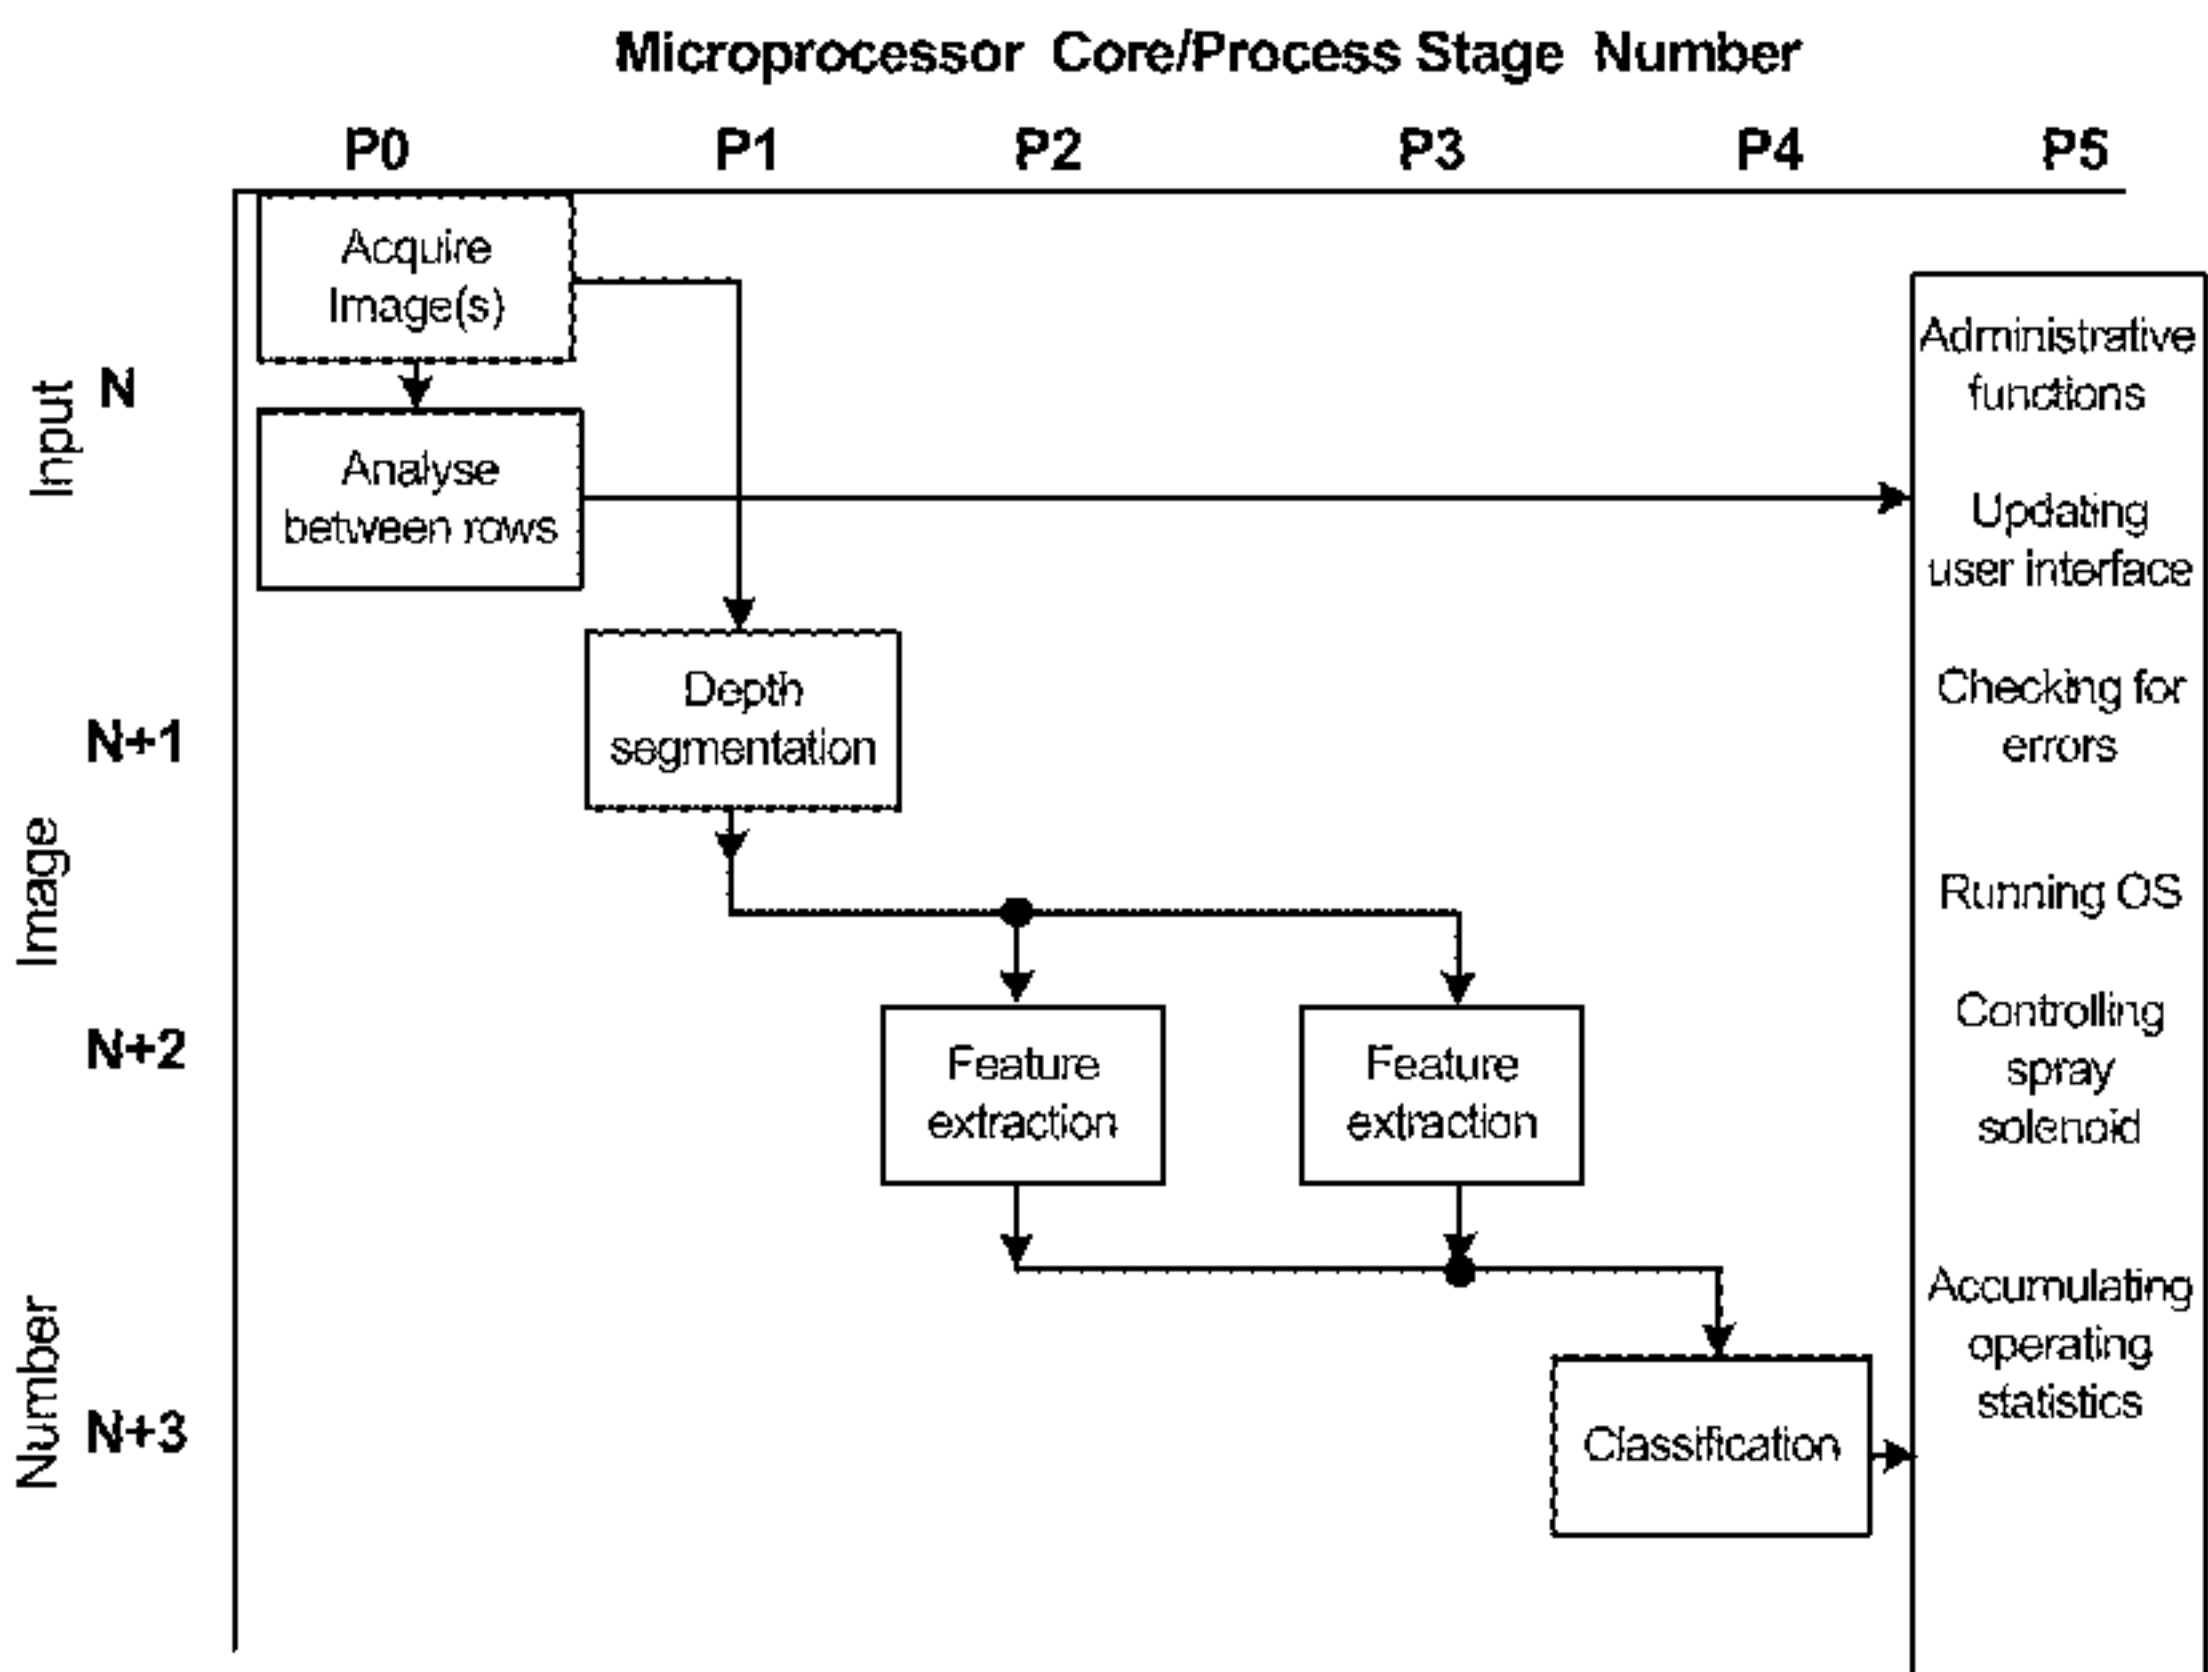 Microprocessor Core/Process Stage Number
P0 P1 P2 P3 P4 P5
Input Image Number
N
N+1
N+2
N+3
Acquire
Image(s)
Analyse
between rows
Depth
segmentation
Feature
extraction
Feature
extraction
Classification
Administrative
functions
Updating
user interface
Checking for
errors
Running OS
Controlling
spray
solenoid
Accumulating
operating
statistics